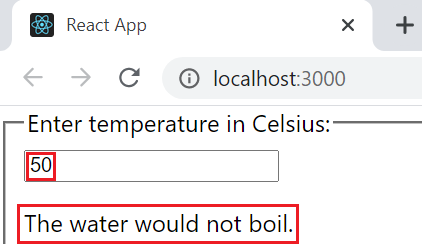 React App
localhost:3000
Enter temperature in Celsius:
50
The water would not boil.